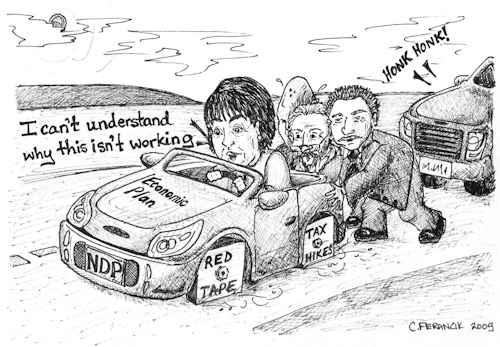 HONK HONK!
I can't understand
why this isn't working
Economic
Plan
NDP
RED
TAPE
TAX
HIKES
C. FERANCIK 2009